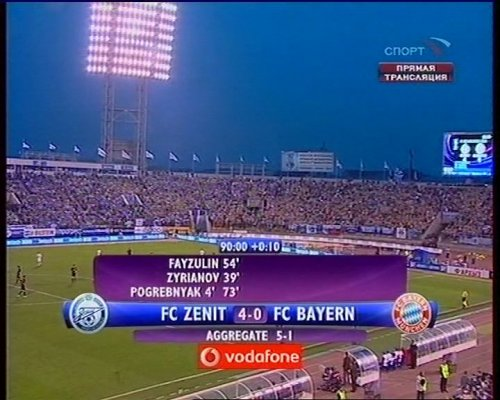 СПОРТ
ПРЯМАЯ
ТРАНСЛЯЦИЯ
90:00 +0:10
FAYZULIN 54'
ZYRIANOV 39'
POGREBNYAK 4' 73'
FC ZENIT 4-0 FC BAYERN
AGGREGATE 5-1
vodafone